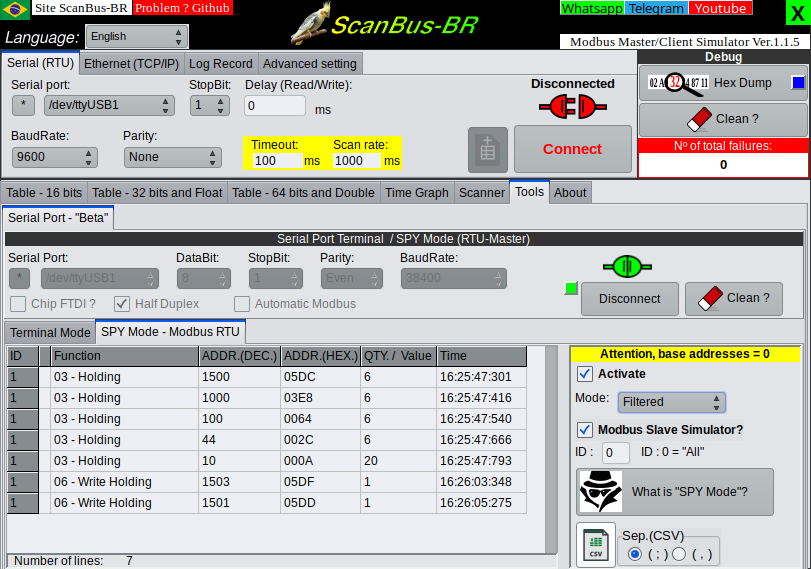 Site ScanBus-BR Problem ? Github
Whatsapp Telegram Youtube X
Language: English
ScanBus-BR
Modbus Master/Client Simulator Ver.1.1.5
Serial (RTU) Ethernet (TCP/IP) Log Record Advanced setting
Debug
Serial port: StopBit: Delay (Read/Write):
Disconnected
* /dev/ttyUSB1 1 0 ms
Hex Dump
Clean ?
BaudRate: Parity:
9600 None
Timeout: Scan rate:
100 ms 1000 ms
Connect
Nº of total failures:
0
Table - 16 bits Table - 32 bits and Float Table - 64 bits and Double Time Graph Scanner Tools About
Serial Port - "Beta"
Serial Port Terminal / SPY Mode (RTU-Master)
Serial Port: DataBit: StopBit: Parity: BaudRate:
* /dev/ttyUSB1 8 1 Even 38400
Disconnect Clean ?
Chip FTDI ? Half Duplex Automatic Modbus
Terminal Mode SPY Mode - Modbus RTU
ID Function ADDR.(DEC.) ADDR.(HEX.) QTY. / Value Time
1 03 - Holding 1500 05DC 6 16:25:47:301
1 03 - Holding 1000 03E8 6 16:25:47:416
1 03 - Holding 100 0064 6 16:25:47:540
1 03 - Holding 44 002C 6 16:25:47:666
1 03 - Holding 10 000A 20 16:25:47:793
1 06 - Write Holding 1503 05DF 1 16:26:03:348
1 06 - Write Holding 1501 05DD 1 16:26:05:275
Number of lines: 7
Attention, base addresses = 0
Activate
Mode: Filtered
Modbus Slave Simulator?
ID : 0 ID : 0 = "All"
What is "SPY Mode"?
CSV
Sep.(CSV)
( ; ) ( , )